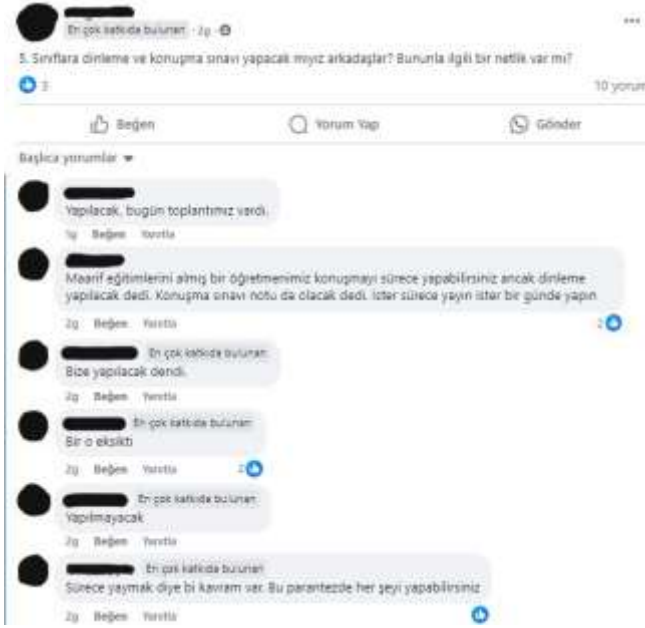 En çok katkıda bulunan · 2g
5. Sınıflara dinleme ve konuşma sınavı yapacak mıyız arkadaşlar? Bununla ilgili bir netlik var mı?
3
10 yorum
Beğen
Yorum Yap
Gönder
Başlıca yorumlar
Yapılacak, bugün toplantımız vardı.
1g Beğen Yanıtla
Maarif eğitimlerini almış bir öğretmenimiz konuşmayı sürece yapabilirsiniz ancak dinleme
yapılacak dedi. Konuşma sınavı notu da olacak dedi. İster sürece yayın ister bir günde yapın
2g Beğen Yanıtla 2
En çok katkıda bulunan
Bize yapılacak dendi.
2g Beğen Yanıtla
En çok katkıda bulunan
Bir o eksikti
2g Beğen Yanıtla 2
En çok katkıda bulunan
Yapılmayacak
2g Beğen Yanıtla
En çok katkıda bulunan
Sürece yaymak diye bi kavram var. Bu parantezde her şeyi yapabilirsiniz
2g Beğen Yanıtla